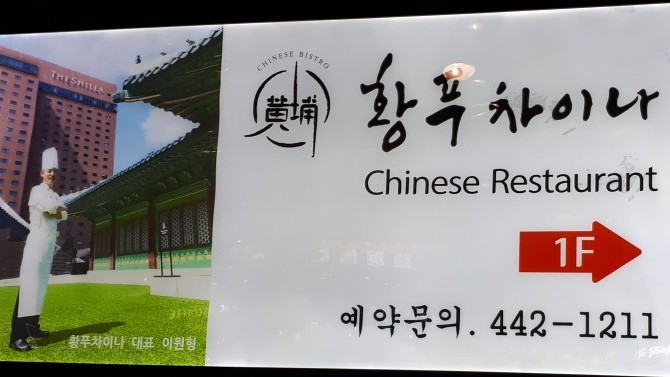 THE SHILLA
황푸차이나 대표 이원형
CHINESE BISTRO
黄埔
황푸차이나
Chinese Restaurant
1F
예약문의. 442-1211